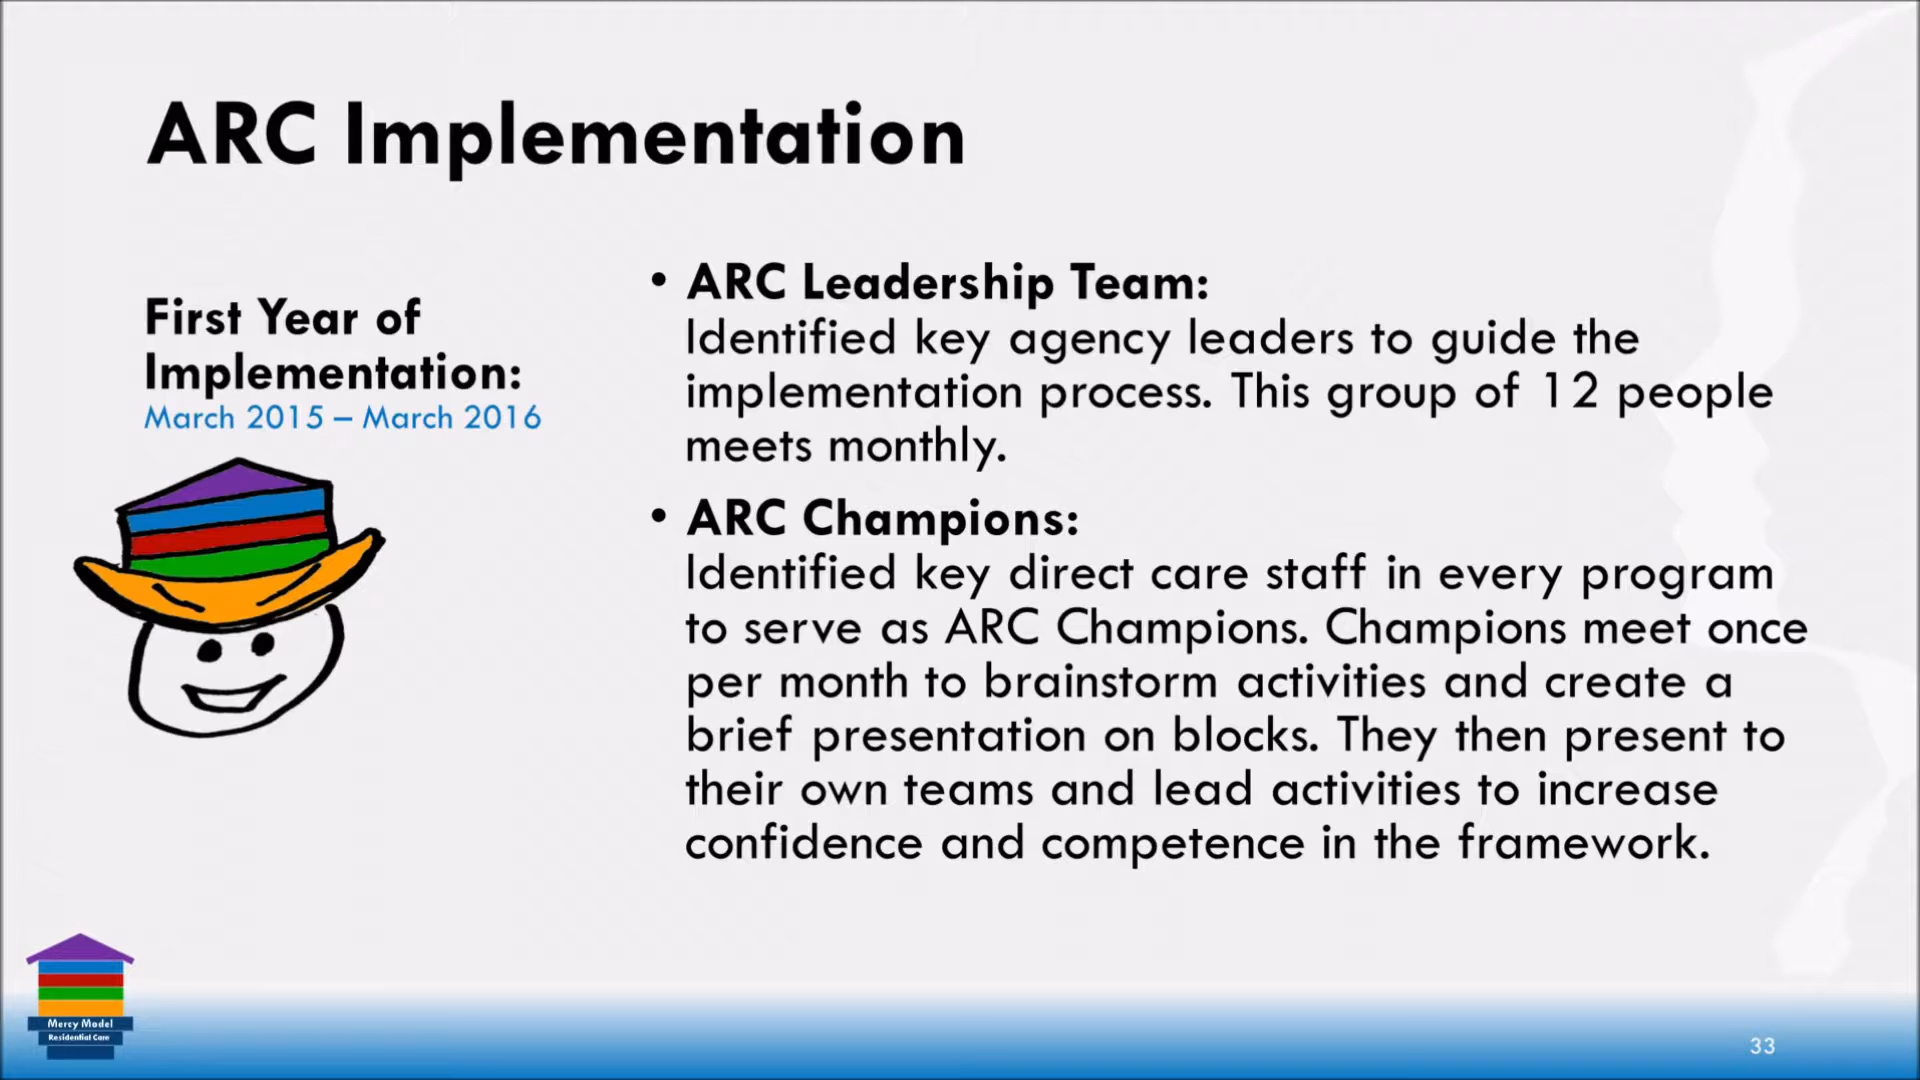 ARC Implementation
First Year of
Implementation:
March 2015 – March 2016
• ARC Leadership Team:
Identified key agency leaders to guide the
implementation process. This group of 12 people
meets monthly.
• ARC Champions:
Identified key direct care staff in every program
to serve as ARC Champions. Champions meet once
per month to brainstorm activities and create a
brief presentation on blocks. They then present to
their own teams and lead activities to increase
confidence and competence in the framework.
Mercy Model
Residential Care
33